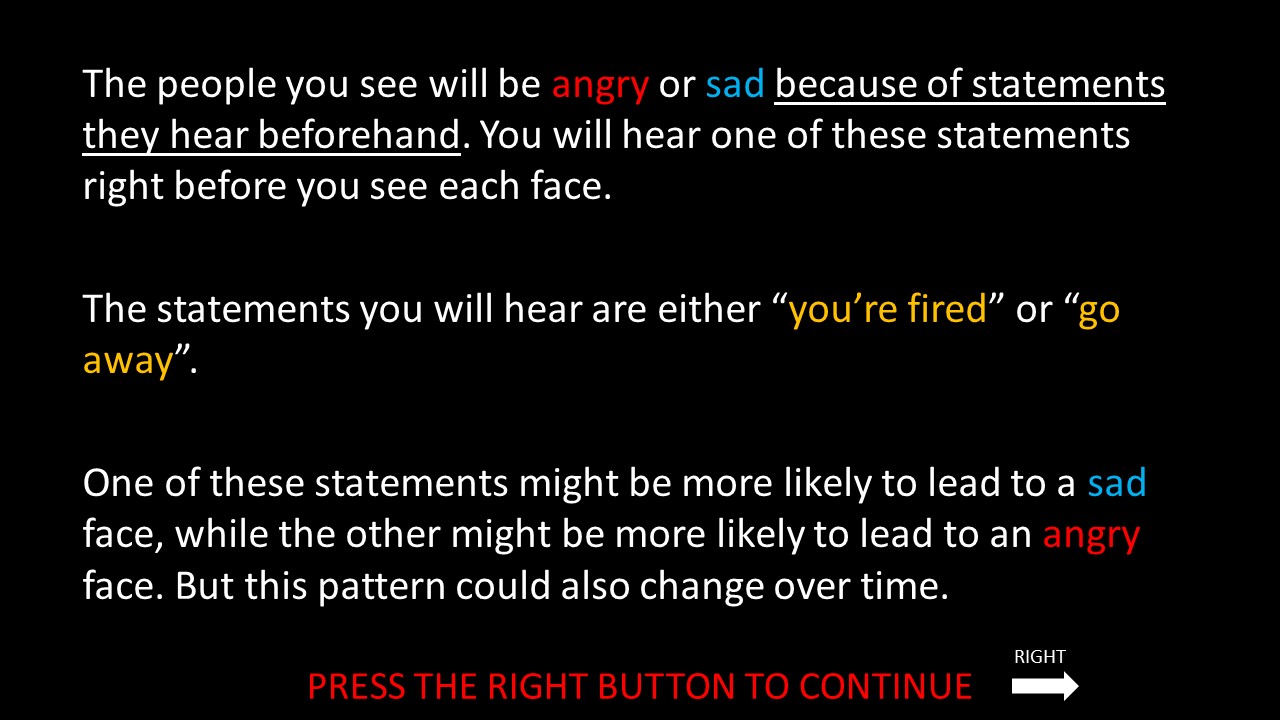 The people you see will be angry or sad because of statements
they hear beforehand. You will hear one of these statements
right before you see each face.
The statements you will hear are either “you’re fired” or “go
away”.
One of these statements might be more likely to lead to a sad
face, while the other might be more likely to lead to an angry
face. But this pattern could also change over time.
RIGHT
PRESS THE RIGHT BUTTON TO CONTINUE